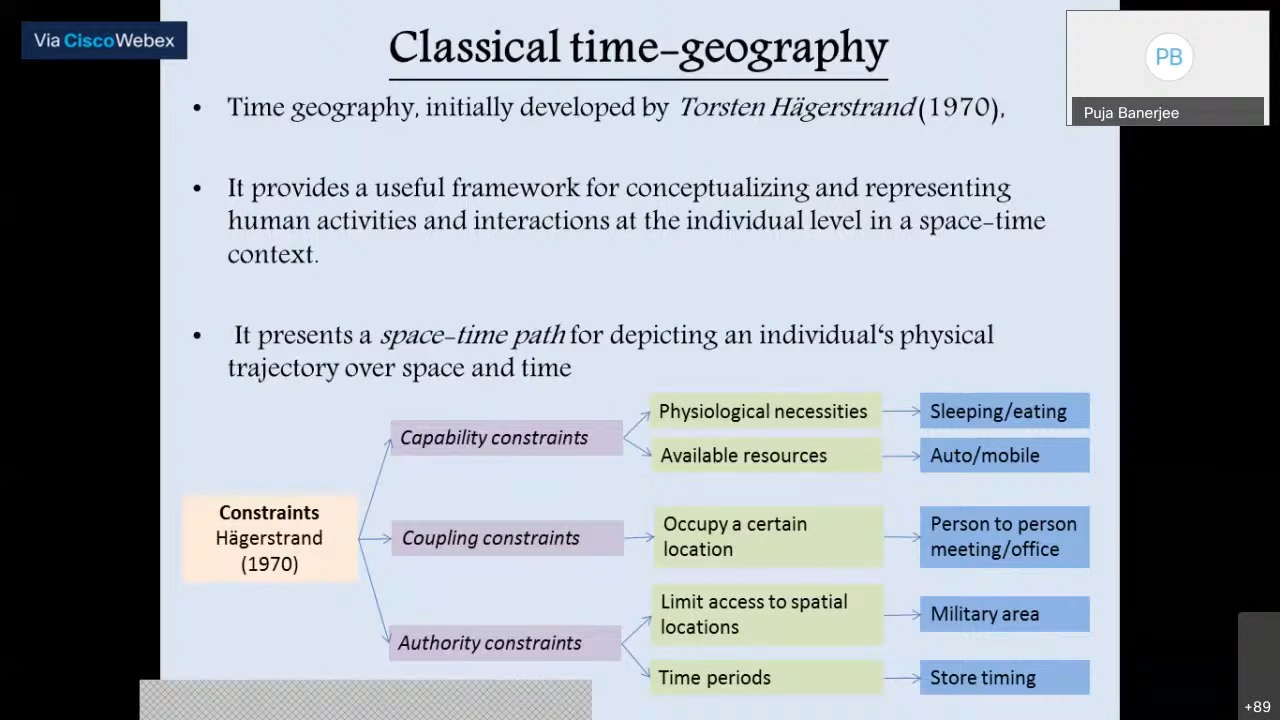 Via CiscoWebex
Classical time-geography
PB
Puja Banerjee
• Time geography, initially developed by Torsten Hägerstrand (1970),
• It provides a useful framework for conceptualizing and representing
human activities and interactions at the individual level in a space-time
context.
• It presents a space-time path for depicting an individual‘s physical
trajectory over space and time
Constraints
Hägerstrand
(1970)
Capability constraints
Physiological necessities
Sleeping/eating
Available resources
Auto/mobile
Coupling constraints
Occupy a certain
location
Person to person
meeting/office
Authority constraints
Limit access to spatial
locations
Military area
Time periods
Store timing
+89